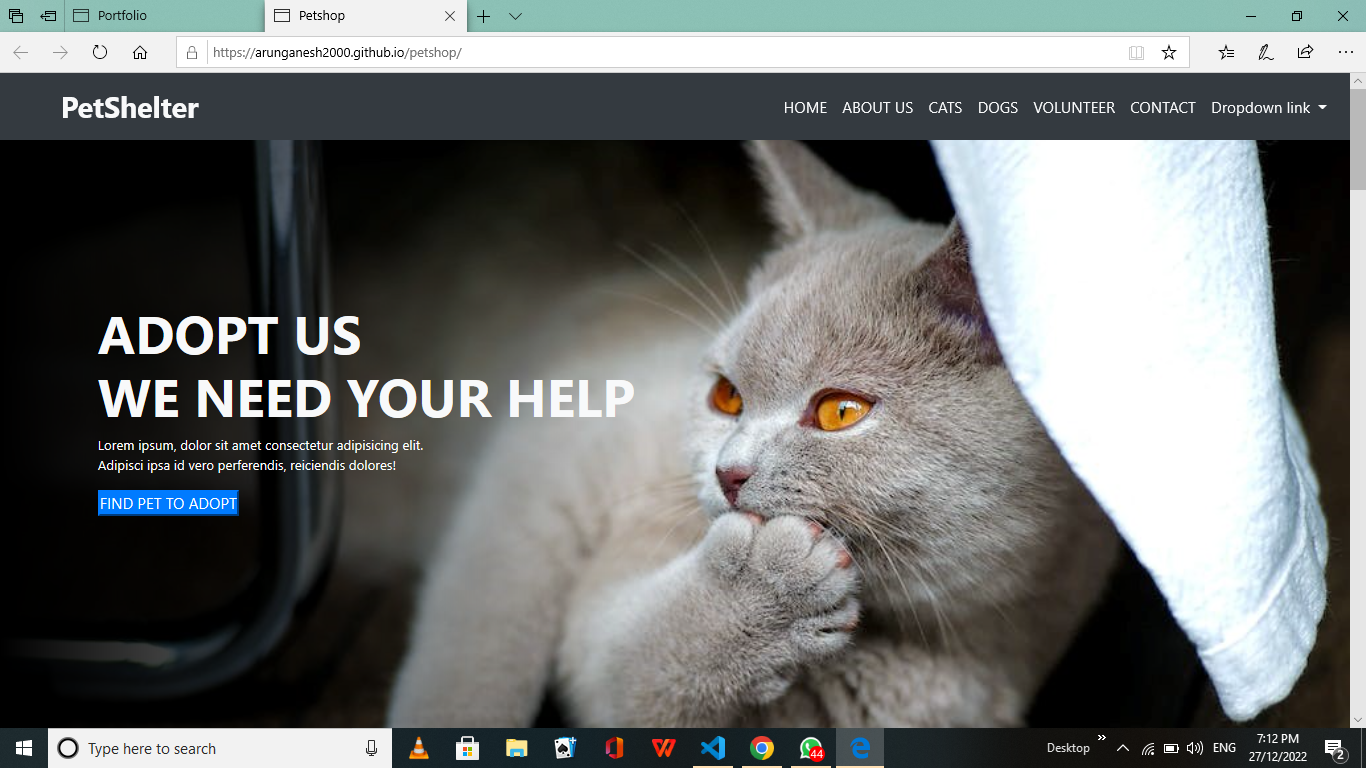 Portfolio
Petshop
https://arunganesh2000.github.io/petshop/
PetShelter
HOME ABOUT US CATS DOGS VOLUNTEER CONTACT Dropdown link
ADOPT US
WE NEED YOUR HELP
Lorem ipsum, dolor sit amet consectetur adipisicing elit.
Adipisci ipsa id vero perferendis, reiciendis dolores!
FIND PET TO ADOPT
Type here to search
44
Desktop
ENG
7:12 PM
27/12/2022
2